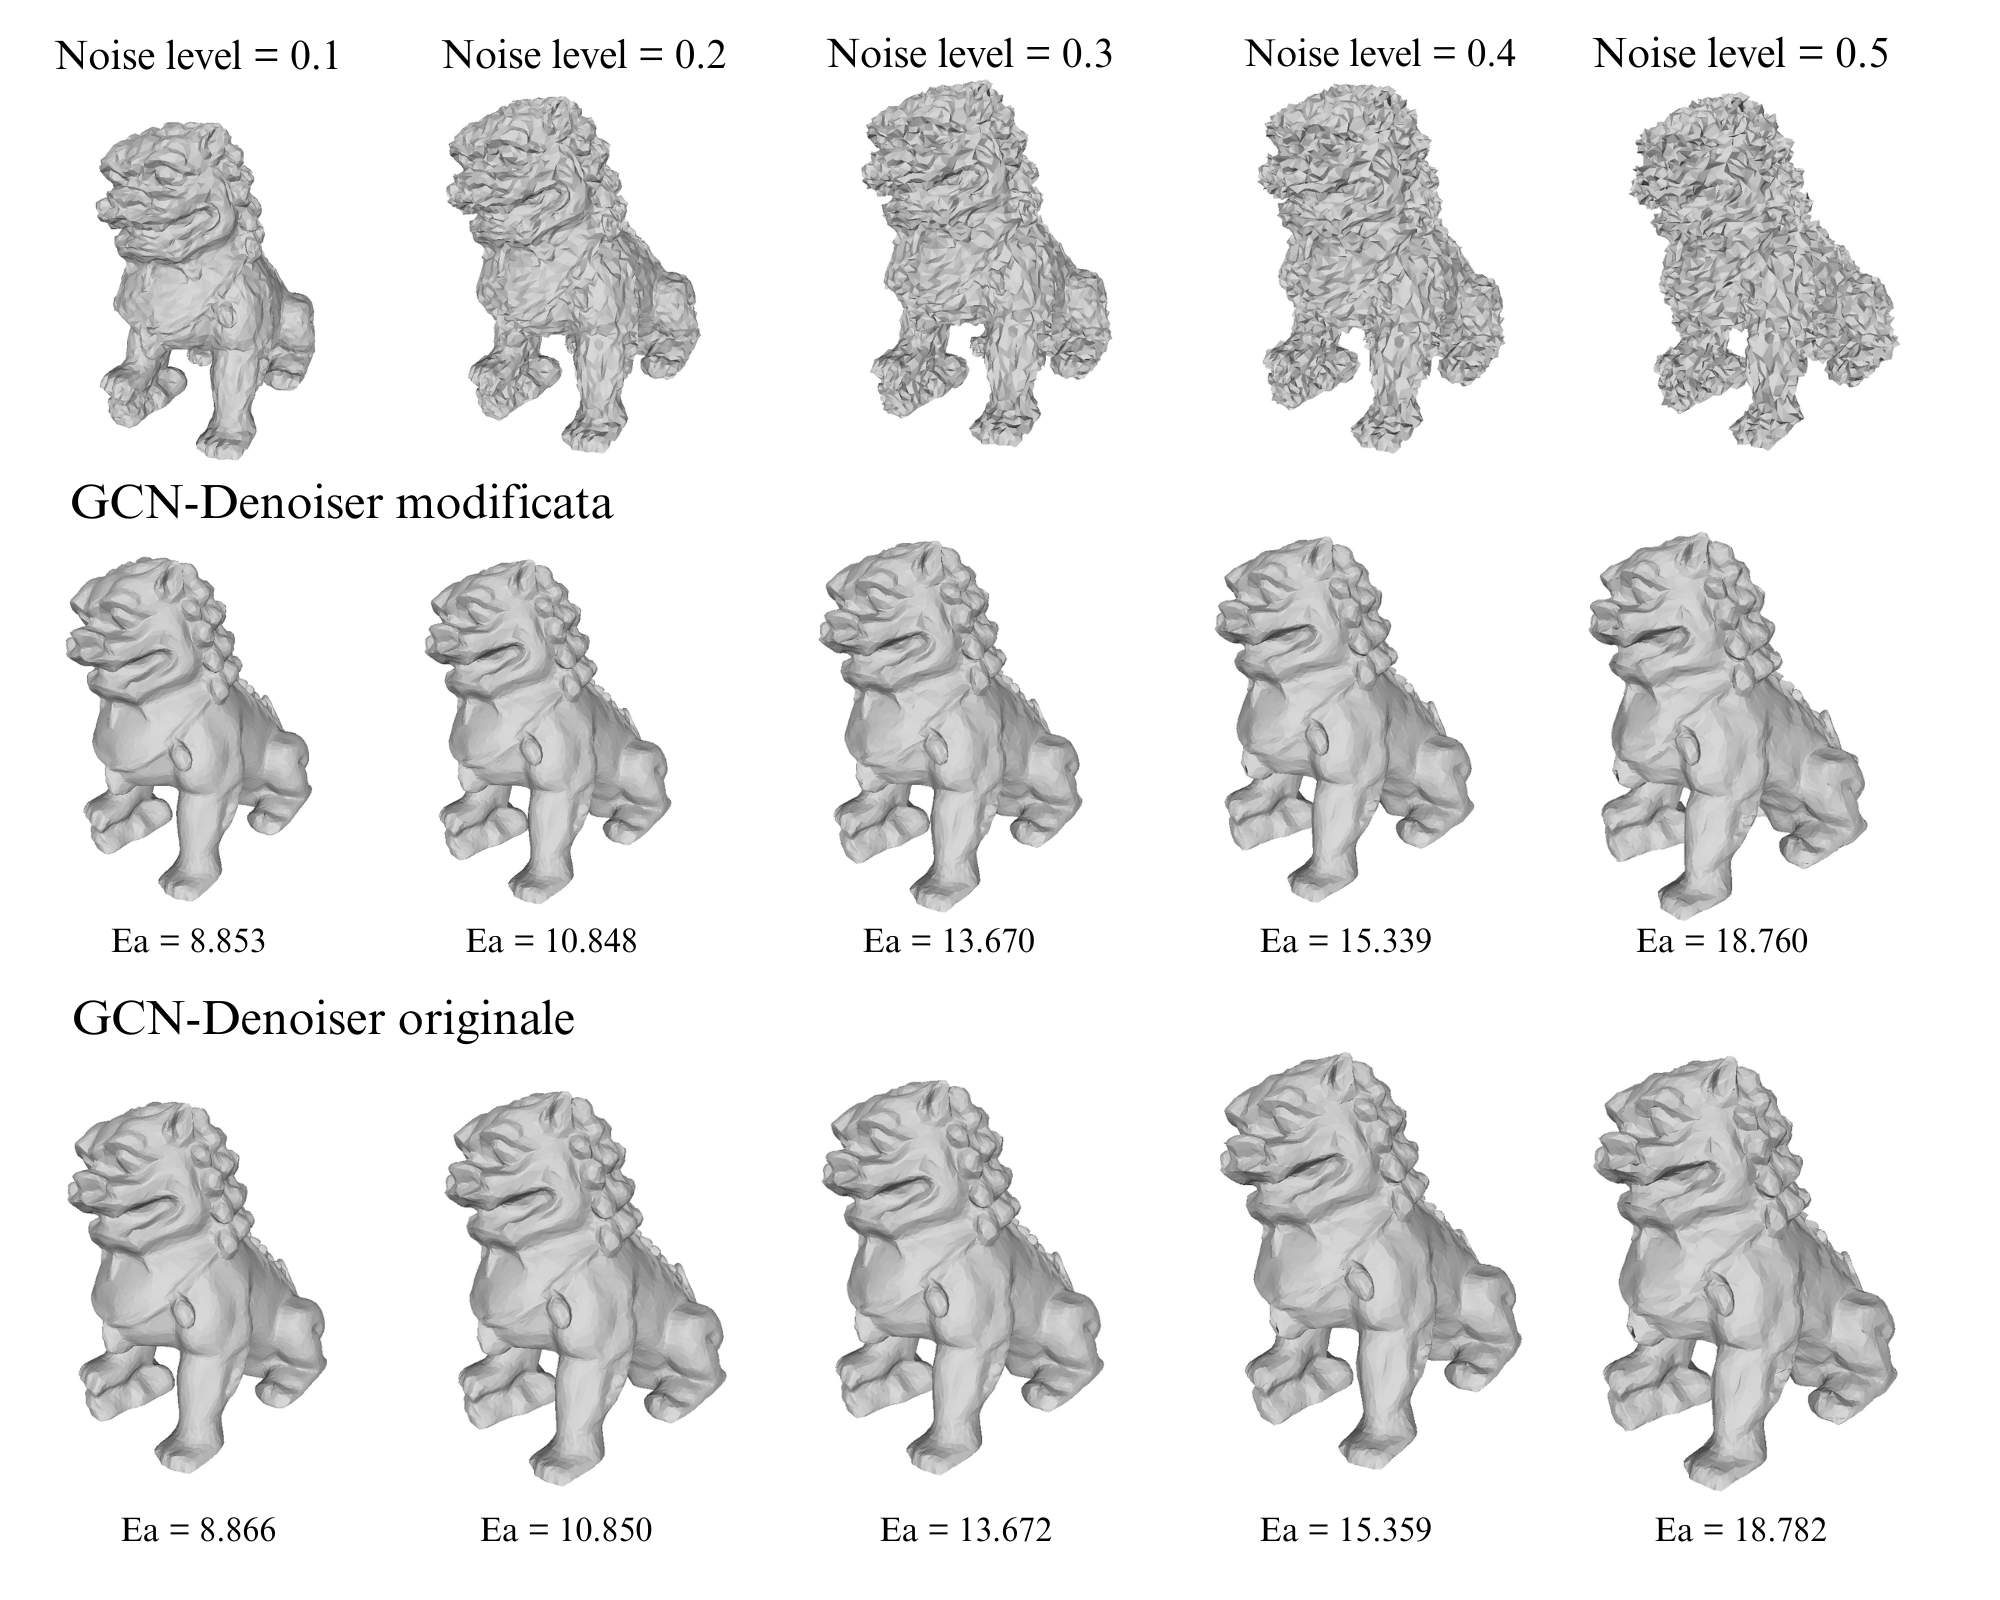 Noise level = 0.1 Noise level = 0.2 Noise level = 0.3 Noise level = 0.4 Noise level = 0.5
GCN-Denoiser modificata
Ea = 8.853 Ea = 10.848 Ea = 13.670 Ea = 15.339 Ea = 18.760
GCN-Denoiser originale
Ea = 8.866 Ea = 10.850 Ea = 13.672 Ea = 15.359 Ea = 18.782